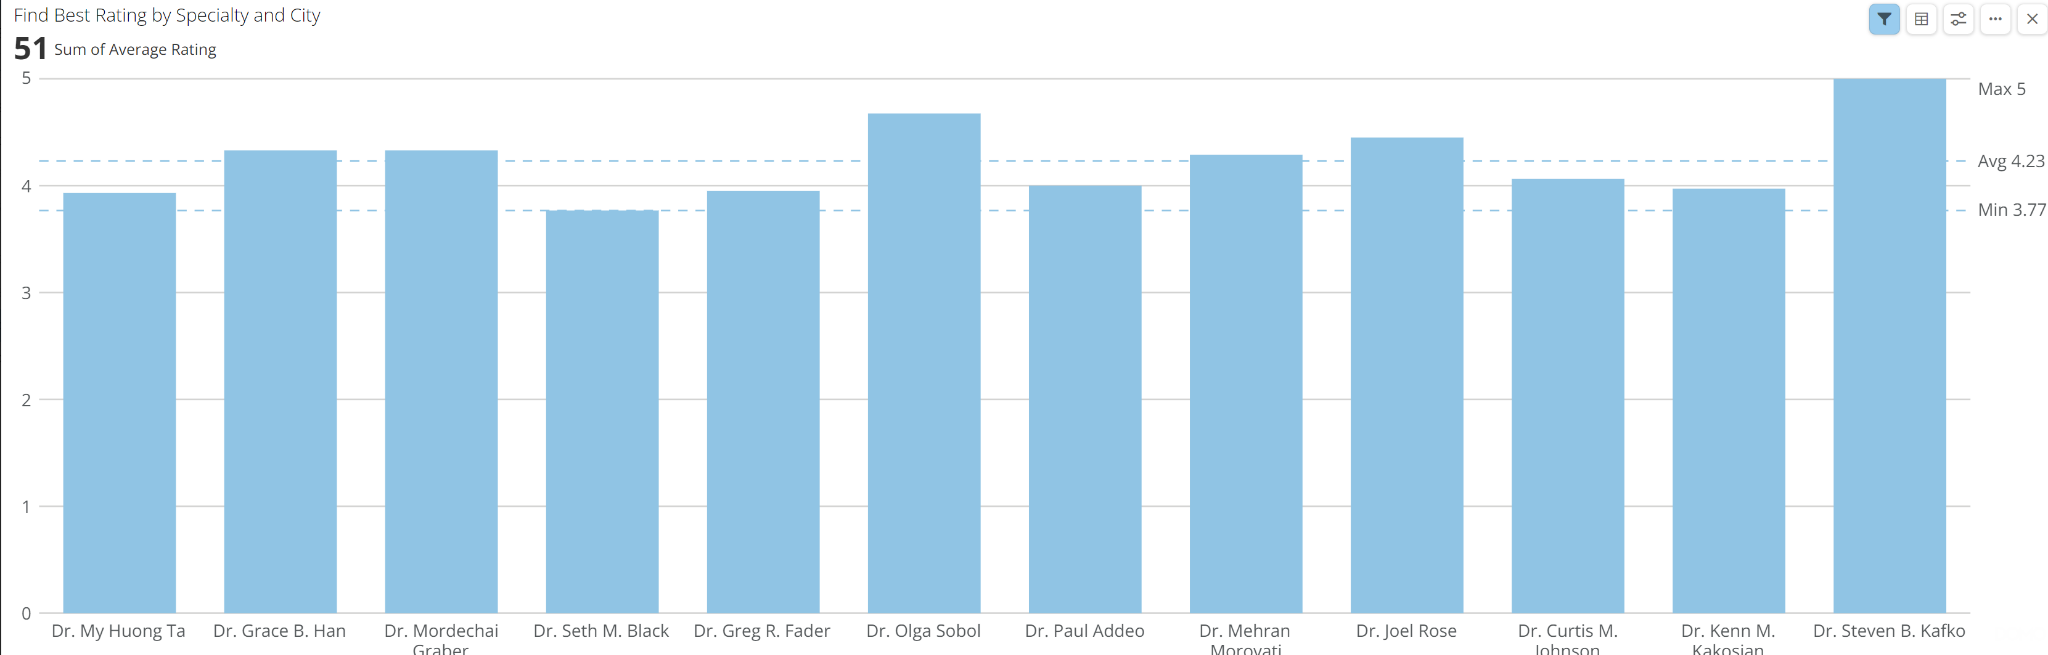 Find Best Rating by Specialty and City
51 Sum of Average Rating
5
Max 5
Avg 4.23
4
Min 3.77
3
2
1
0
Dr. My Huong Ta
Dr. Grace B. Han
Dr. Mordechai
Graber
Dr. Seth M. Black
Dr. Greg R. Fader
Dr. Olga Sobol
Dr. Paul Addeo
Dr. Mehran
Morovati
Dr. Joel Rose
Dr. Curtis M.
Johnson
Dr. Kenn M.
Kakosian
Dr. Steven B. Kafko